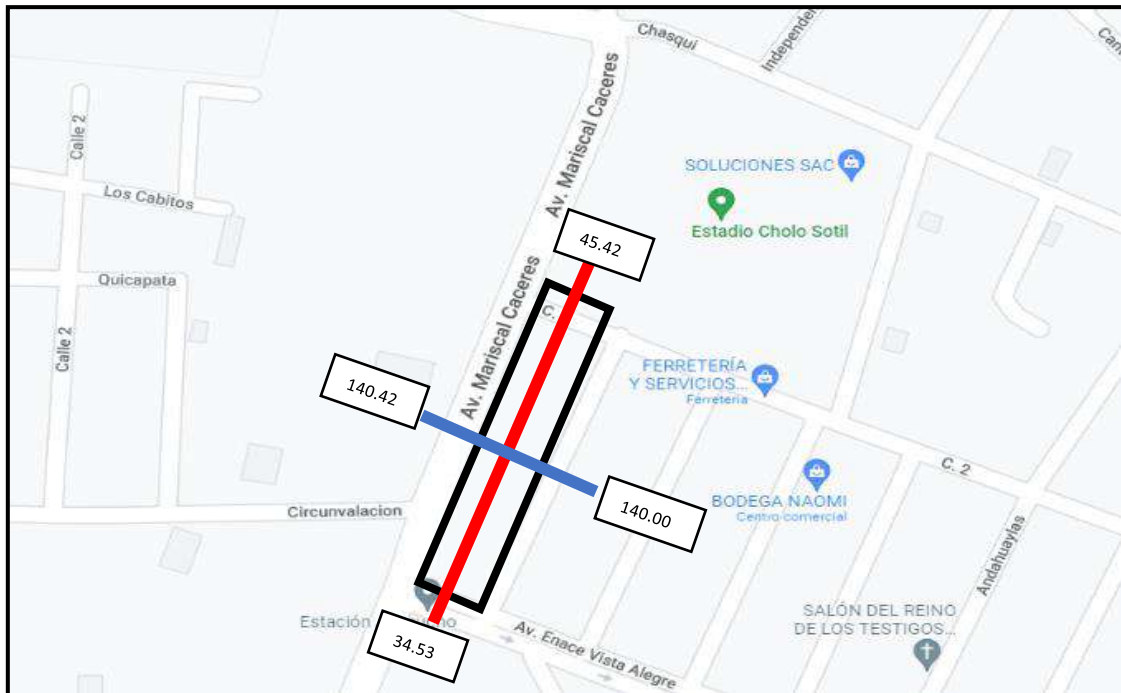 Chasqui
Independen
Can
Calle 2
Av. Mariscal Caceres
SOLUCIONES SAC
Los Cabitos
Estadio Cholo Sotil
45.42
Quicapata
Av. Mariscal Caceres
C.
Calle 2
FERRETERÍA
Y SERVICIOS...
Ferreteria
140.42
C. 2
BODEGA NAOMI
Centro comercial
Circunvalacion
140.00
Andahuaylas
Estación
SALÓN DEL REINO
DE LOS TESTIGOS...
34.53
Av. Enace Vista Alegre